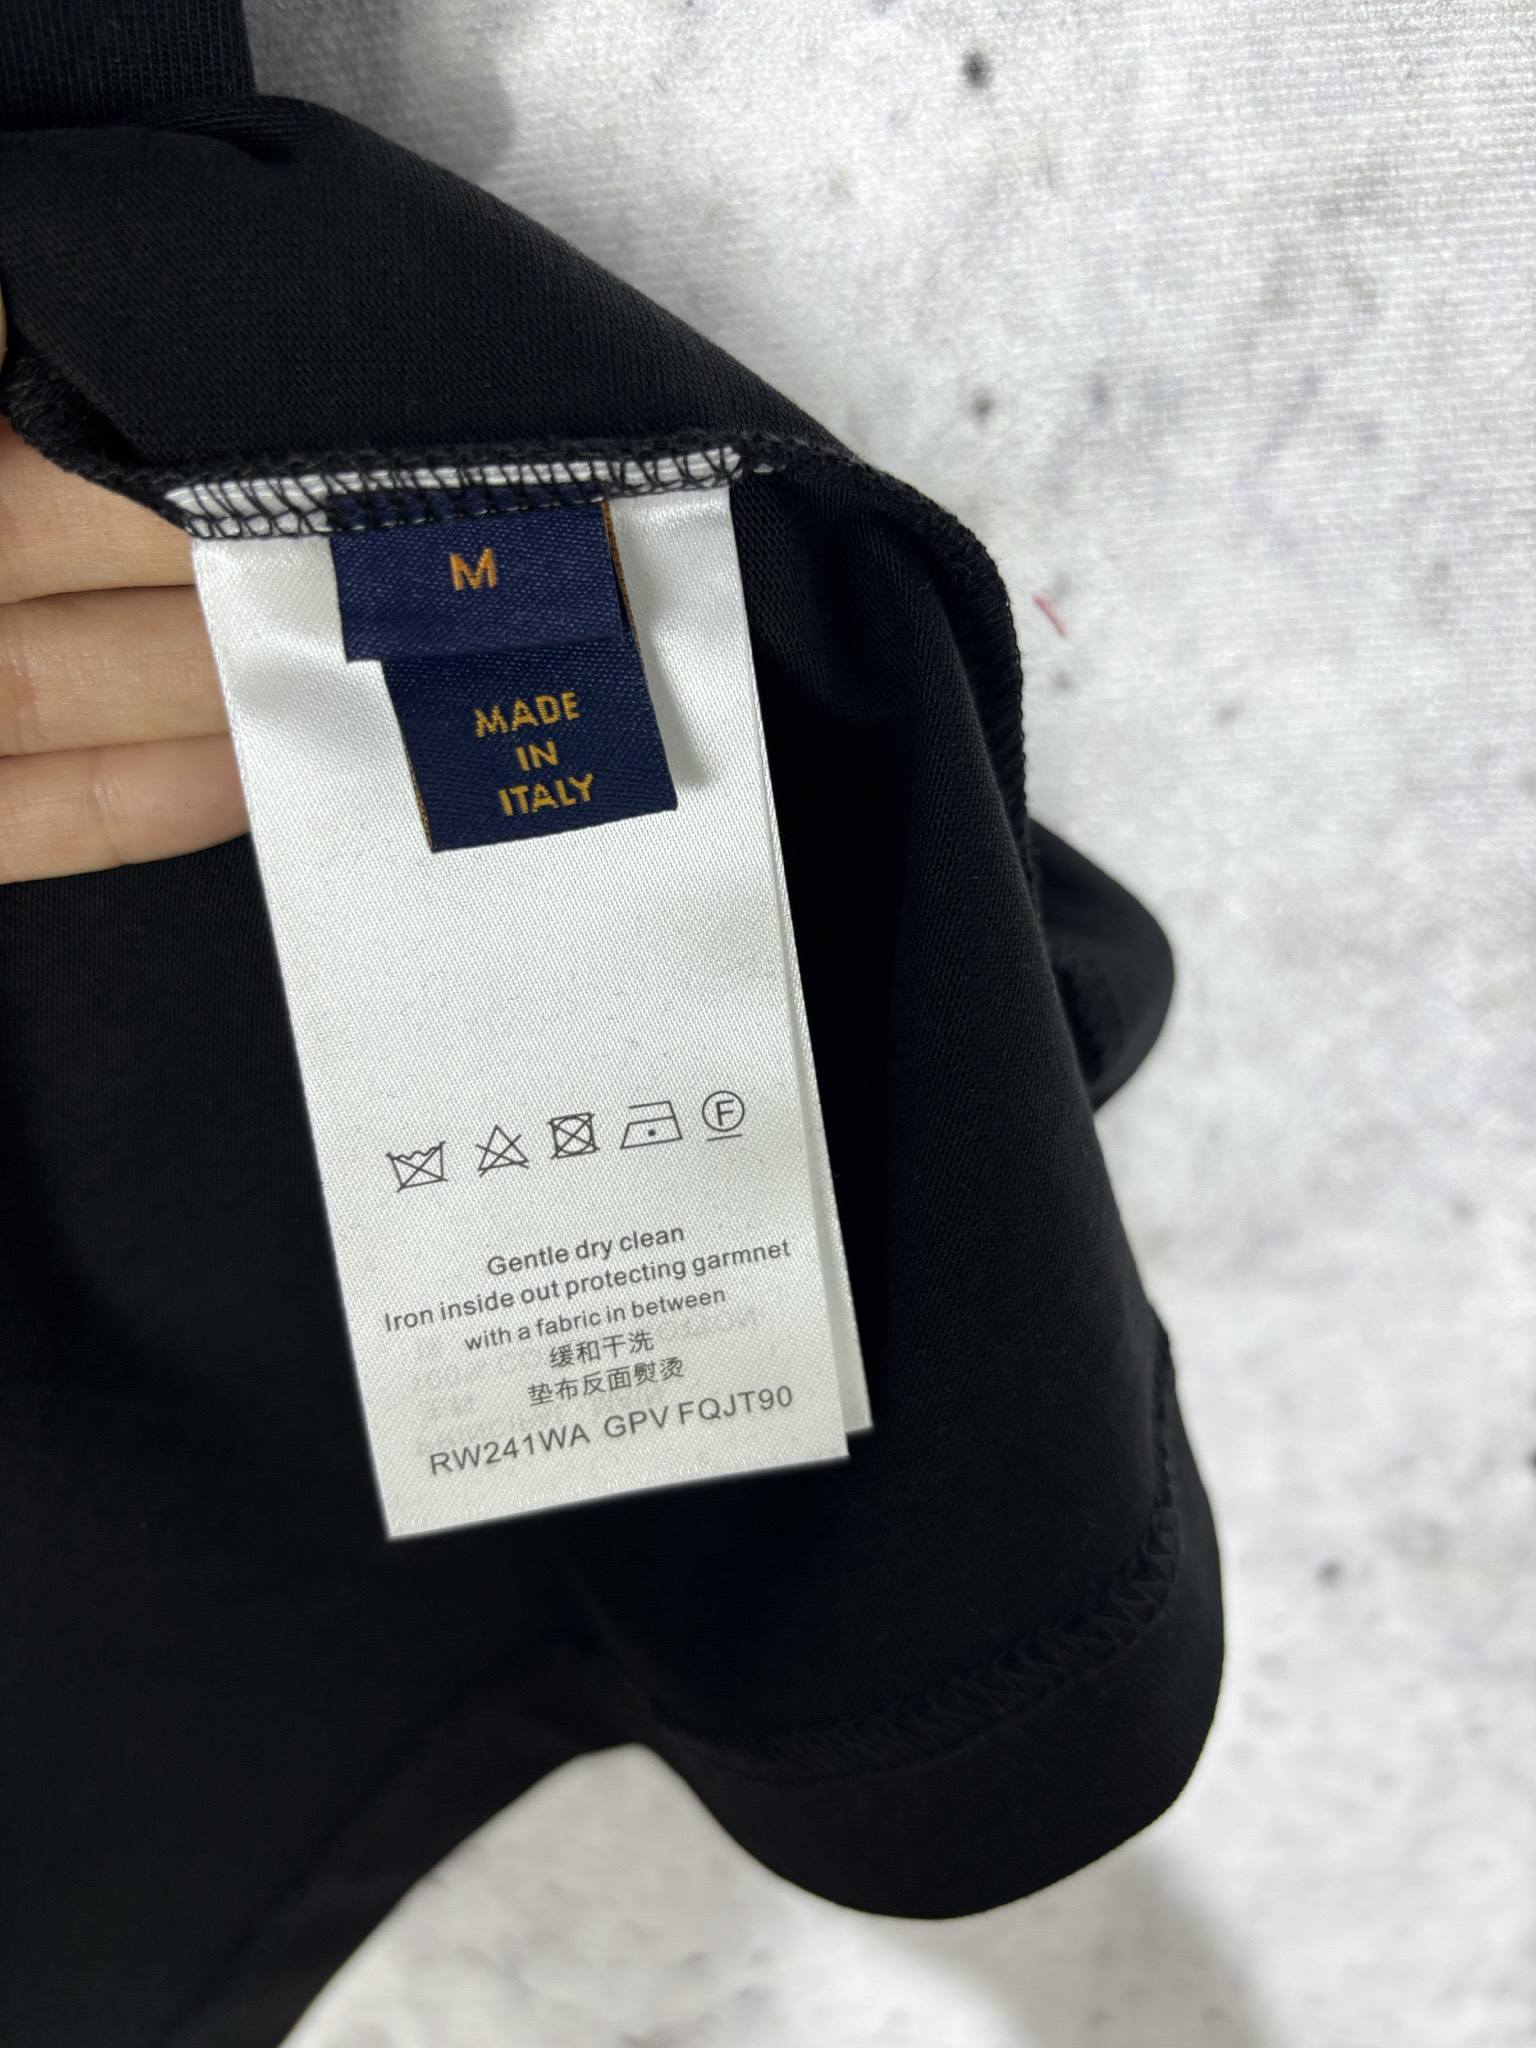 M
MADE
IN
ITALY
F
Gentle dry clean
Iron inside out protecting garmnet
with a fabric in between
缓和干洗
垫布反面熨烫
RW241WA GPV FQJT90